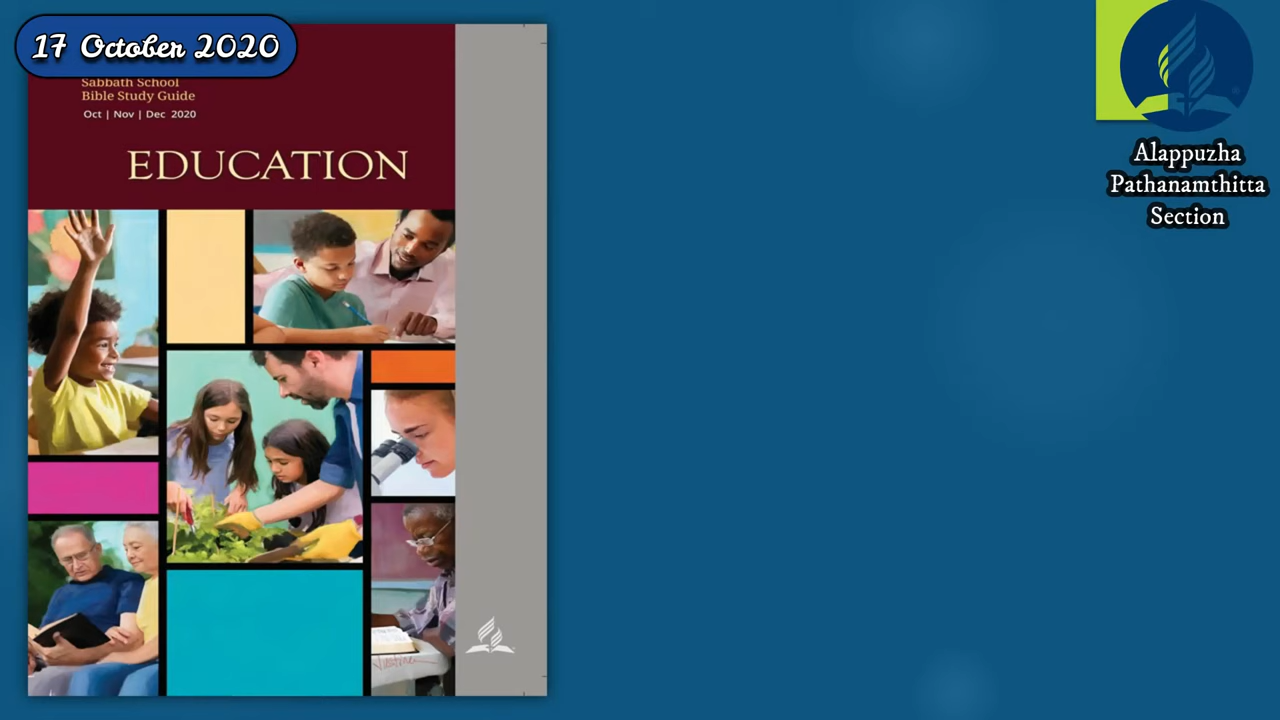 17 October 2020
Sabbath School
Bible Study Guide
Oct | Nov | Dec 2020
EDUCATION
Alappuzha
Pathanamthitta
Section